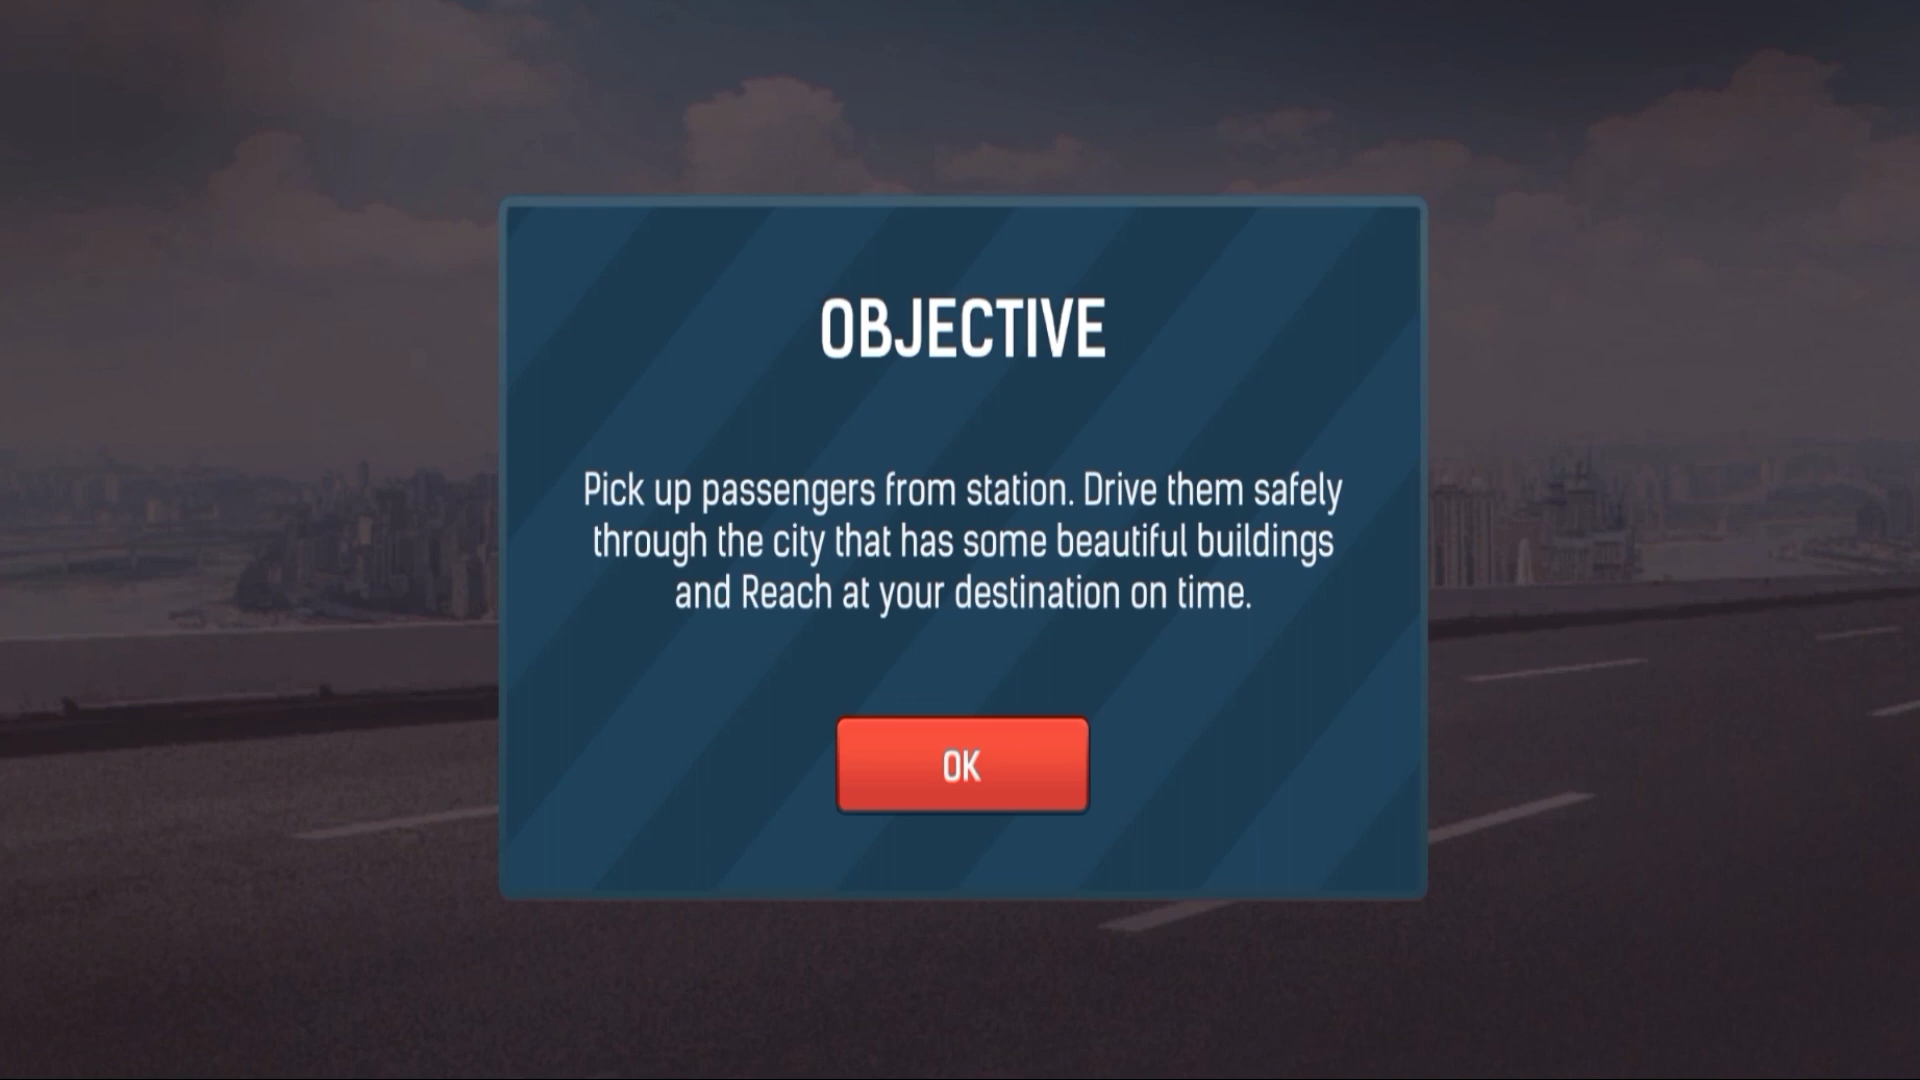 OBJECTIVE
Pick up passengers from station. Drive them safely
through the city that has some beautiful buildings
and Reach at your destination on time.
OK